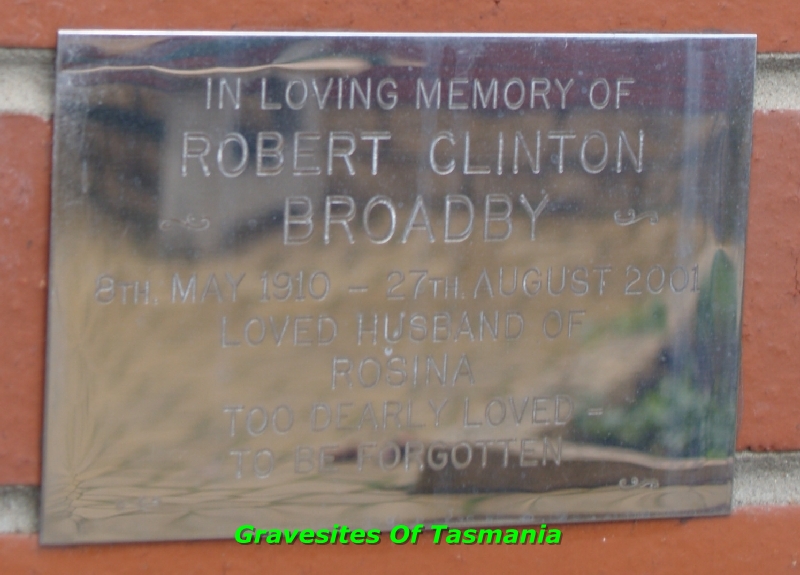 IN LOVING MEMORY OF
ROBERT CLINTON
BROADBY
8TH. MAY 1910 - 27TH. AUGUST 2001
LOVED HUSBAND OF
ROSINA
TOO DEARLY LOVED -
TO BE FORGOTTEN
Gravesites Of Tasmania